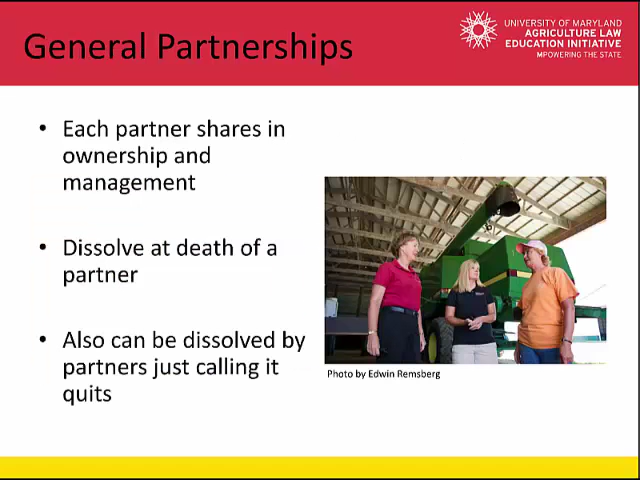 General Partnerships
UNIVERSITY OF MARYLAND
AGRICULTURE LAW
EDUCATION INITIATIVE
MPOWERING THE STATE
• Each partner shares in
ownership and
management
• Dissolve at death of a
partner
• Also can be dissolved by
partners just calling it
quits
Photo by Edwin Remsberg